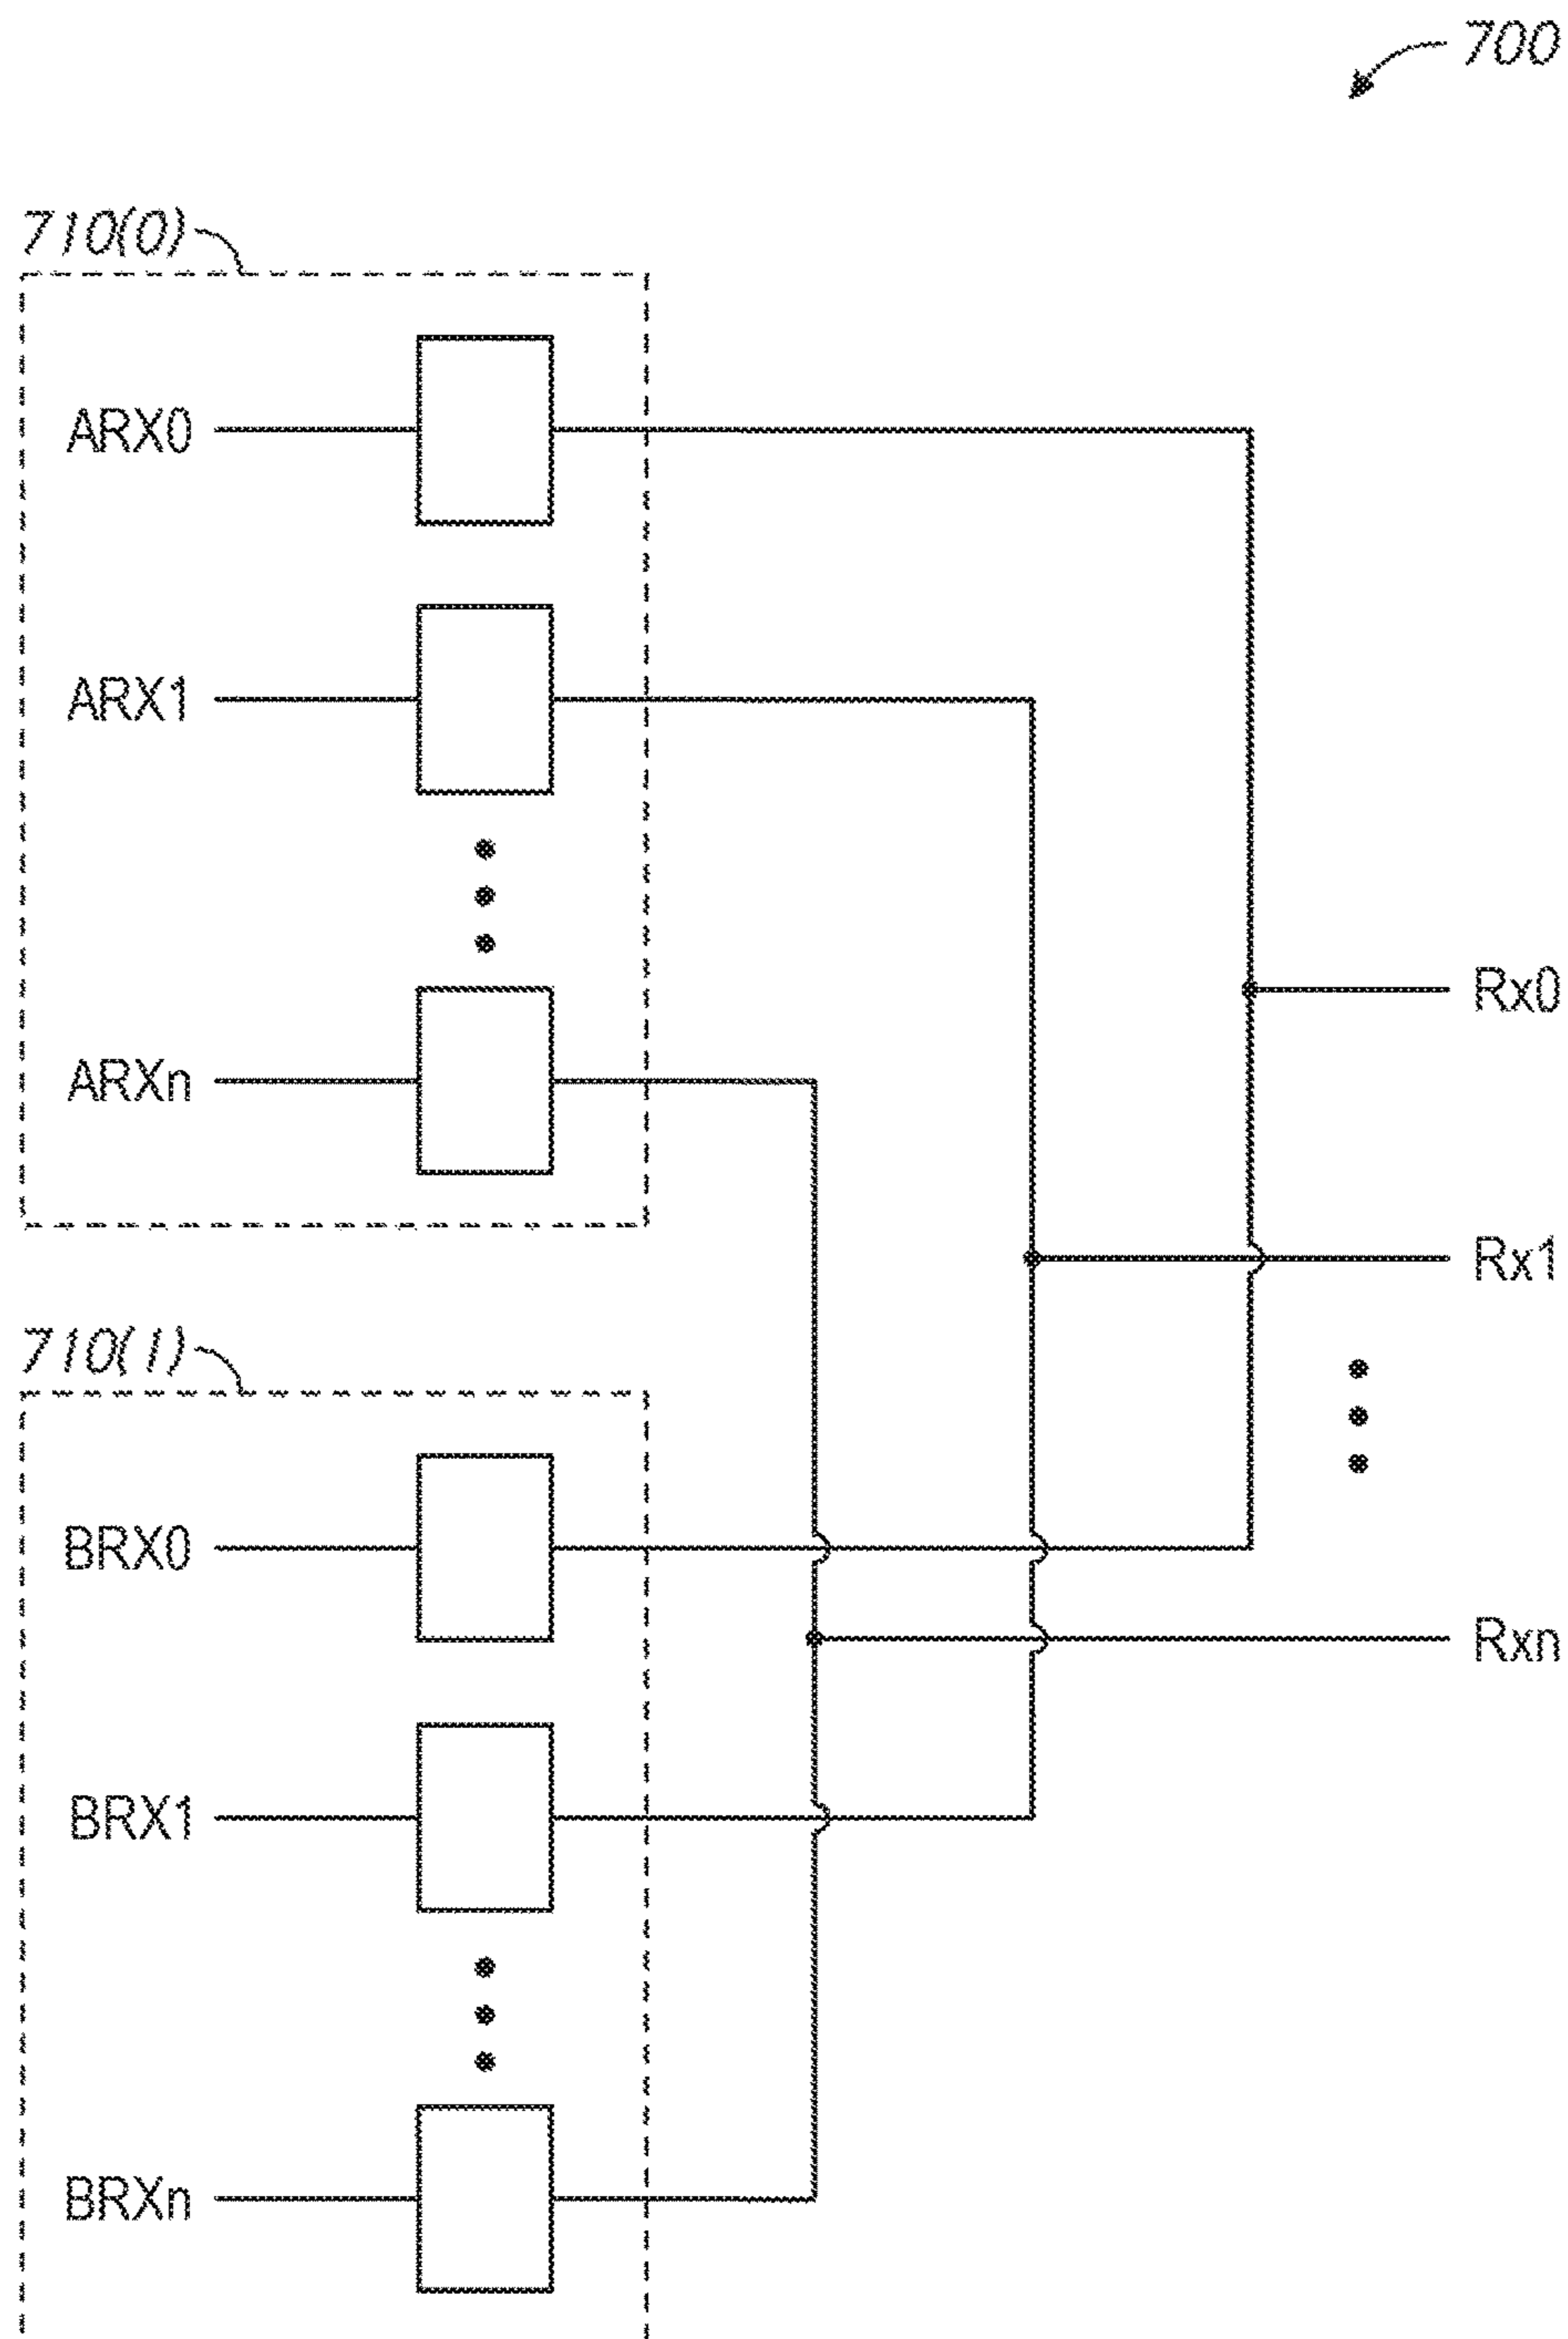 700
710(0)
ARX0
ARX1
Rx0
ARXn
Rx1
710(1)
BRX0
Rxn
BRX1
BRXn